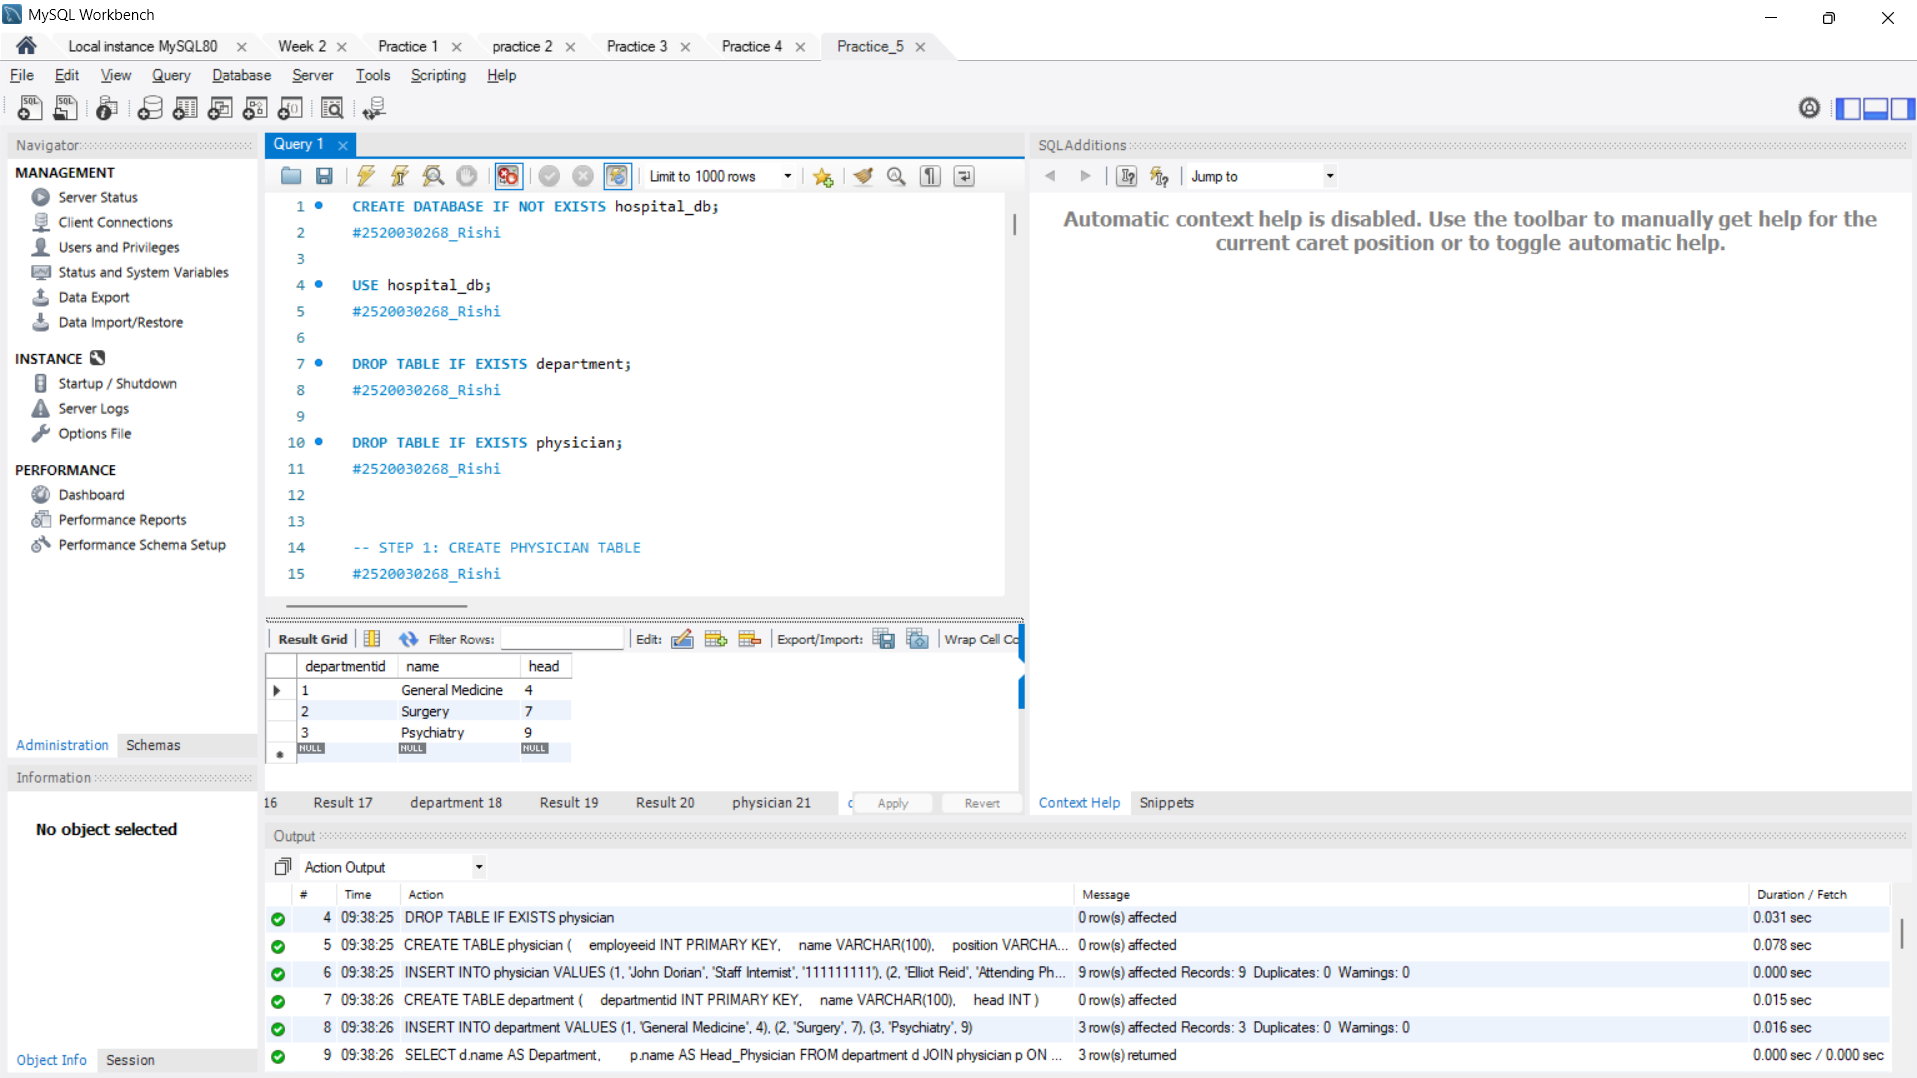 MySQL Workbench
Local instance MySQL80 Week 2 Practice 1 practice 2 Practice 3 Practice 4 Practice_5
File Edit View Query Database Server Tools Scripting Help
Navigator
MANAGEMENT
Server Status
Client Connections
Users and Privileges
Status and System Variables
Data Export
Data Import/Restore
INSTANCE
Startup / Shutdown
Server Logs
Options File
PERFORMANCE
Dashboard
Performance Reports
Performance Schema Setup
Administration Schemas
Information
No object selected
Object Info Session
Query 1
Limit to 1000 rows
1 CREATE DATABASE IF NOT EXISTS hospital_db;
2 #2520030268_Rishi
3
4 USE hospital_db;
5 #2520030268_Rishi
6
7 DROP TABLE IF EXISTS department;
8 #2520030268_Rishi
9
10 DROP TABLE IF EXISTS physician;
11 #2520030268_Rishi
12
13
14 -- STEP 1: CREATE PHYSICIAN TABLE
15 #2520030268_Rishi
Result Grid Filter Rows: Edit: Export/Import: Wrap Cell Co
departmentid name head
1 General Medicine 4
2 Surgery 7
3 Psychiatry 9
NULL NULL NULL
16 Result 17 department 18 Result 19 Result 20 physician 21 Apply Revert
SQLAdditions
Jump to
Automatic context help is disabled. Use the toolbar to manually get help for the
current caret position or to toggle automatic help.
Context Help Snippets
Output
Action Output
# Time Action Message Duration / Fetch
4 09:38:25 DROP TABLE IF EXISTS physician 0 row(s) affected 0.031 sec
5 09:38:25 CREATE TABLE physician ( employeeid INT PRIMARY KEY, name VARCHAR(100), position VARCHA... 0 row(s) affected 0.078 sec
6 09:38:25 INSERT INTO physician VALUES (1, 'John Dorian', 'Staff Internist', '111111111'), (2, 'Elliot Reid', 'Attending Ph... 9 row(s) affected Records: 9 Duplicates: 0 Warnings: 0 0.000 sec
7 09:38:26 CREATE TABLE department ( departmentid INT PRIMARY KEY, name VARCHAR(100), head INT ) 0 row(s) affected 0.015 sec
8 09:38:26 INSERT INTO department VALUES (1, 'General Medicine', 4), (2, 'Surgery', 7), (3, 'Psychiatry', 9) 3 row(s) affected Records: 3 Duplicates: 0 Warnings: 0 0.016 sec
9 09:38:26 SELECT d.name AS Department, p.name AS Head_Physician FROM department d JOIN physician p ON ... 3 row(s) returned 0.000 sec / 0.000 sec